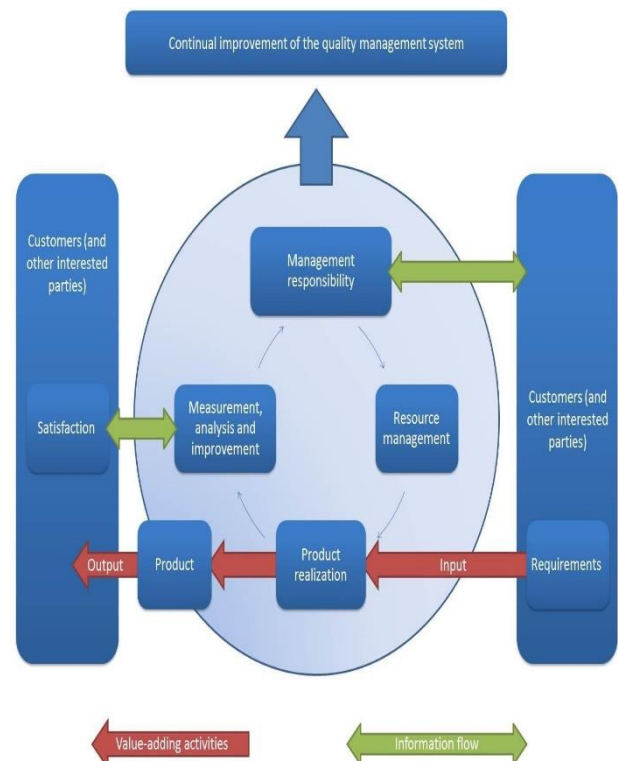 Continual improvement of the quality management system
Customers (and
other interested
parties)
Management
responsibility
Satisfaction
Measurement,
analysis and
improvement
Resource
management
Customers (and
other interested
parties)
Output
Product
Product
realization
Input
Requirements
Value-adding activities
Information flow